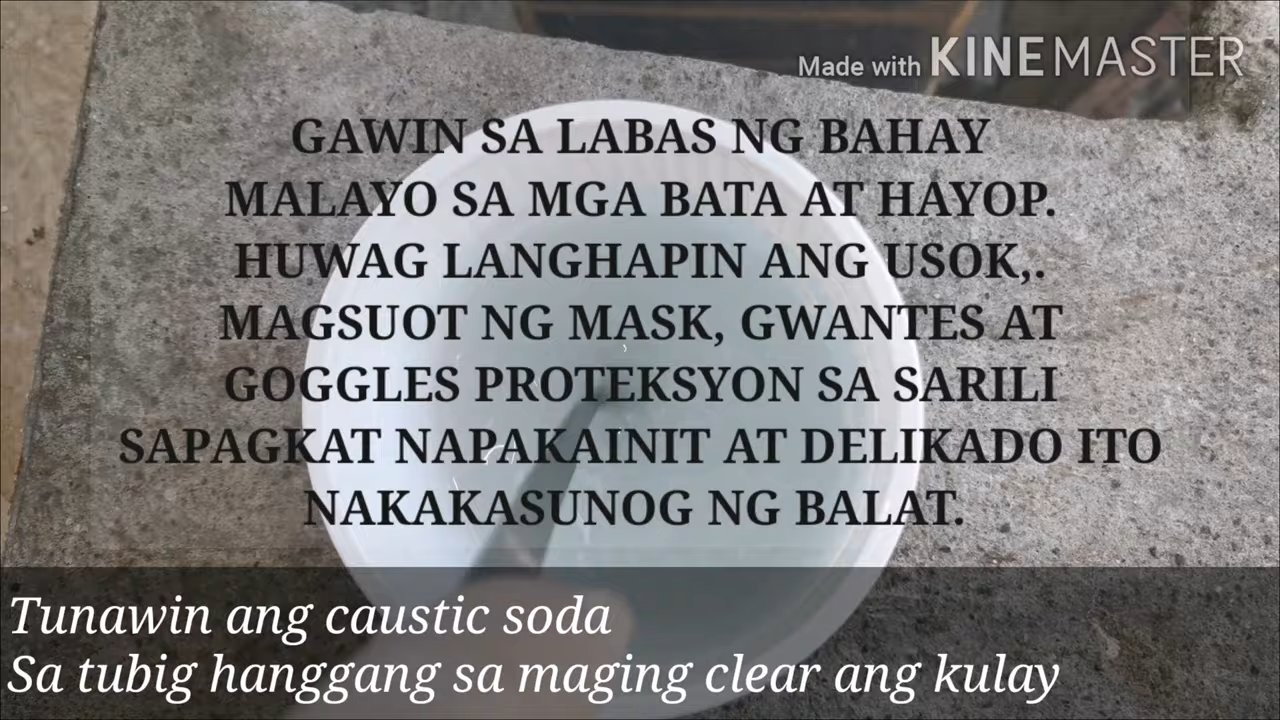 Made with KINEMASTER
GAWIN SA LABAS NG BAHAY
MALAYO SA MGA BATA AT HAYOP.
HUWAG LANGHAPIN ANG USOK,.
MAGSUOT NG MASK, GWANTES AT
GOGGLES PROTEKSYON SA SARILI
SAPAGKAT NAPAKAINIT AT DELIKADO ITO
NAKAKASUNOG NG BALAT.
Tunawin ang caustic soda
Sa tubig hanggang sa maging clear ang kulay